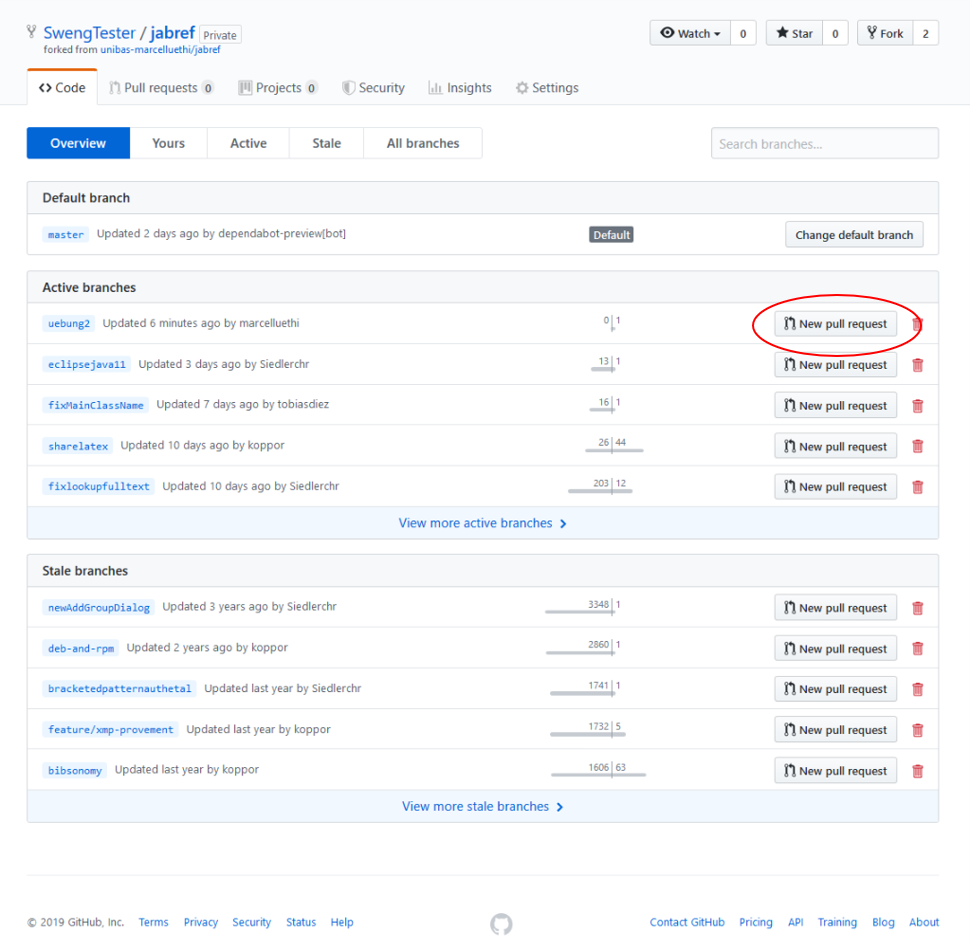 SwengTester / jabref Private
forked from unibas-marcelluethi/jabref
Watch 0 Star 0 Fork 2
Code Pull requests 0 Projects 0 Security Insights Settings
Overview Yours Active Stale All branches Search branches...
Default branch
master Updated 2 days ago by dependabot-preview[bot] Default Change default branch
Active branches
uebung2 Updated 6 minutes ago by marcelluethi 0 1 New pull request
eclipsejava11 Updated 3 days ago by Siedlerchr 13 1 New pull request
fixMainClassName Updated 7 days ago by tobiasdiez 16 1 New pull request
sharelatex Updated 10 days ago by koppor 26 44 New pull request
fixlookupfulltext Updated 10 days ago by Siedlerchr 203 12 New pull request
View more active branches
Stale branches
newAddGroupDialog Updated 3 years ago by Siedlerchr 3348 1 New pull request
deb-and-rpm Updated 2 years ago by koppor 2860 1 New pull request
bracketedpatternauthetal Updated last year by Siedlerchr 1741 1 New pull request
feature/xmp-provement Updated last year by koppor 1732 5 New pull request
bibsonomy Updated last year by koppor 1606 63 New pull request
View more stale branches
© 2019 GitHub, Inc. Terms Privacy Security Status Help Contact GitHub Pricing API Training Blog About